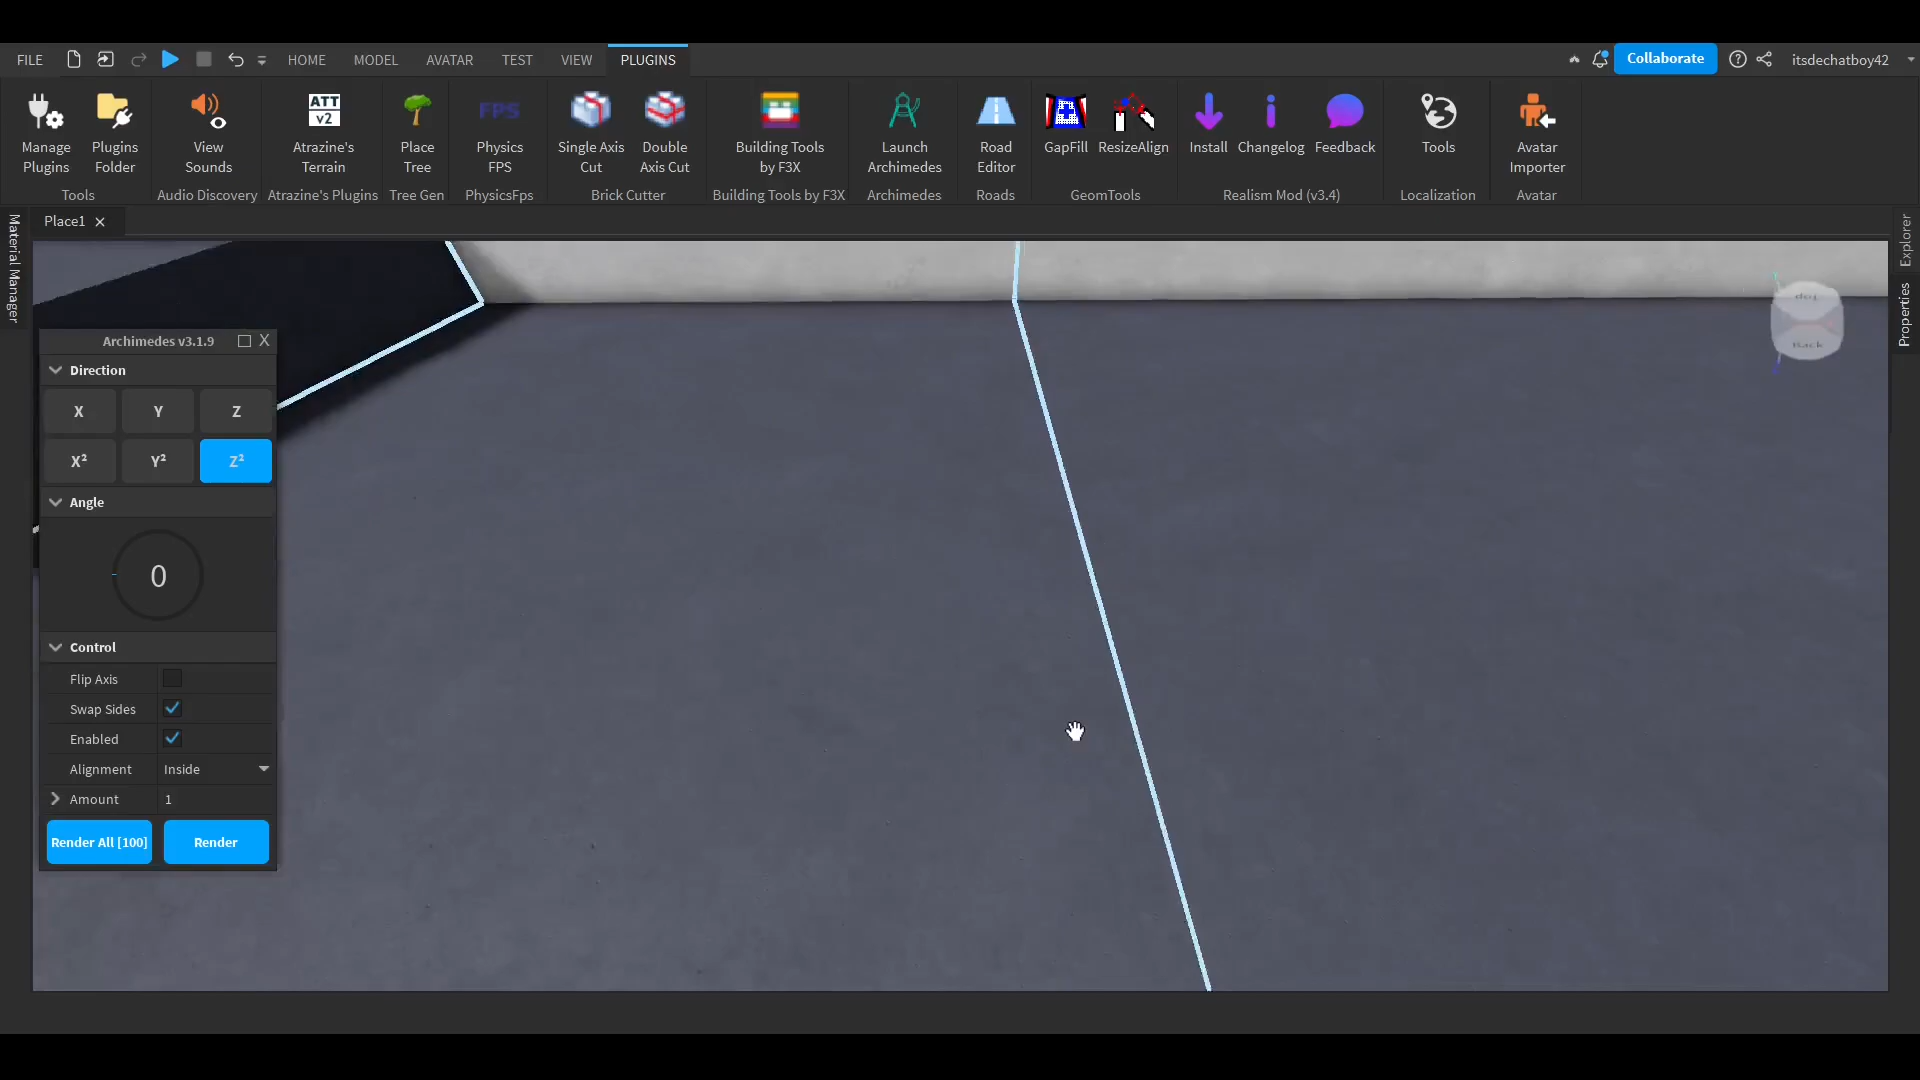 FILE HOME MODEL AVATAR TEST VIEW PLUGINS Collaborate itsdechatboy42
ATT v2 FPS
Manage Plugins
Plugins Folder
View Sounds
Atrazine's Terrain
Place Tree
Physics FPS
Single Axis Cut
Double Axis Cut
Building Tools by F3X
Launch Archimedes
Road Editor
GapFill
ResizeAlign
Install
Changelog
Feedback
Tools
Avatar Importer
Tools Audio Discovery Atrazine's Plugins Tree Gen PhysicsFps Brick Cutter Building Tools by F3X Archimedes Roads GeomTools Realism Mod (v3.4) Localization Avatar
Place1
Material Manager
Explorer
Properties
Top
Back
Archimedes v3.1.9 X
Direction
X Y Z
X² Y² Z²
Angle
0
Control
Flip Axis
Swap Sides
Enabled
Alignment Inside
Amount 1
Render All [100] Render